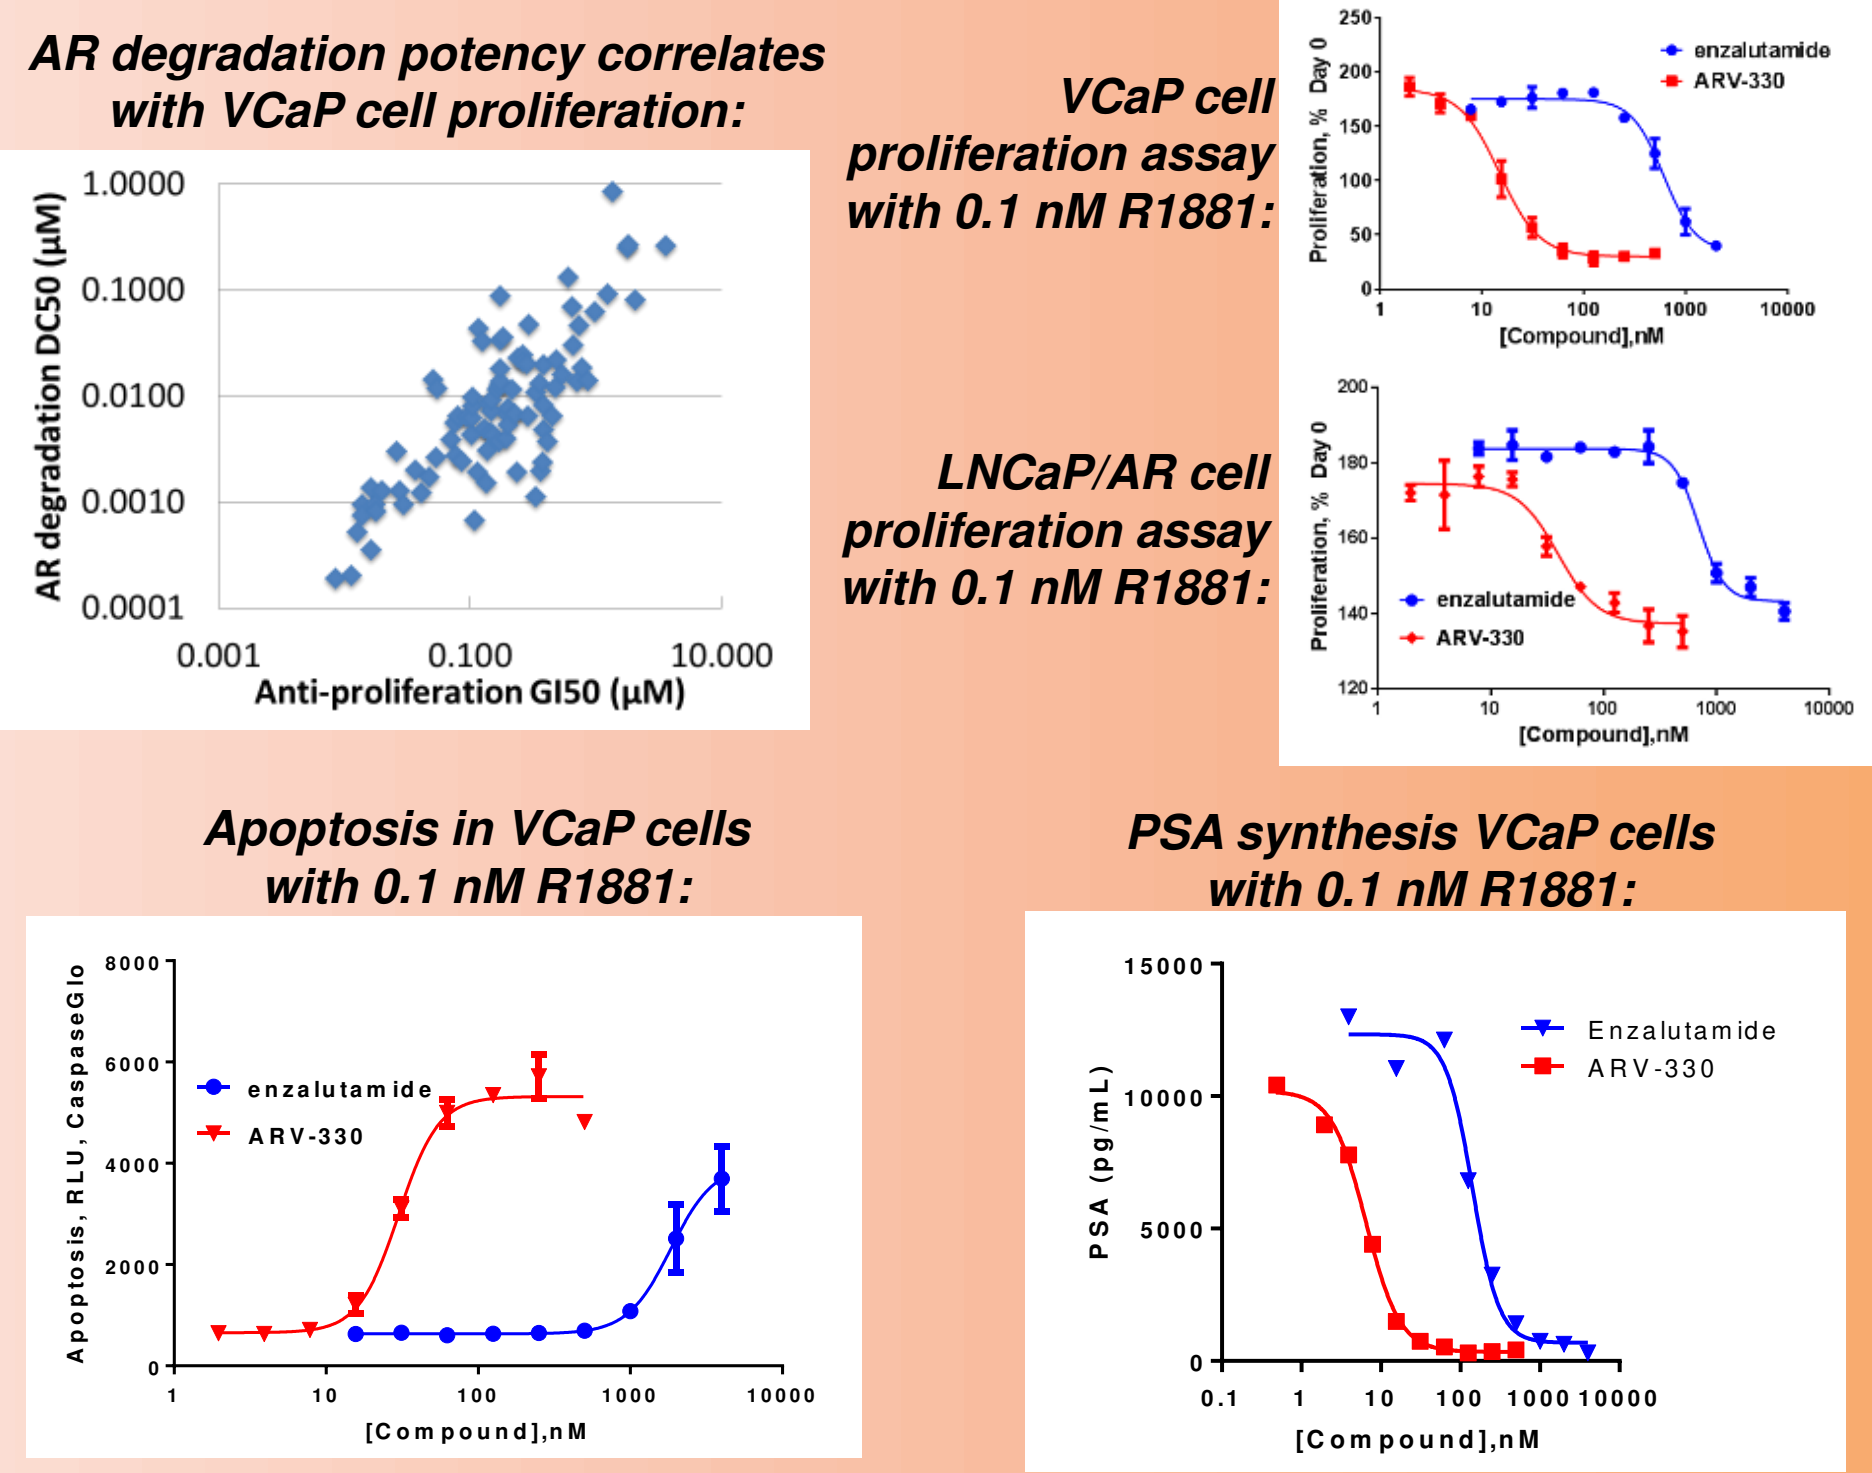 AR degradation potency correlates
with VCaP cell proliferation:
AR degradation DC50 (µM)
1.0000
0.1000
0.0100
0.0010
0.0001
0.001
0.100
10.000
Anti-proliferation GI50 (µM)
VCaP cell
proliferation assay
with 0.1 nM R1881:
Proliferation, % Day 0
250
200
150
100
50
0
enzalutamide
ARV-330
1
10
100
1000
10000
[Compound],nM
LNCaP/AR cell
proliferation assay
with 0.1 nM R1881:
Proliferation, % Day 0
200
180
160
140
120
enzalutamide
ARV-330
1
10
100
1000
10000
[Compound],nM
Apoptosis in VCaP cells
with 0.1 nM R1881:
Apoptosis, RLU, CaspaseGlo
8000
6000
4000
2000
0
enzalutamide
ARV-330
1
10
100
1000
10000
[Compound],nM
PSA synthesis VCaP cells
with 0.1 nM R1881:
PSA (pg/mL)
15000
10000
5000
0
Enzalutamide
ARV-330
0.1
1
10
100
1000
10000
[Compound],nM